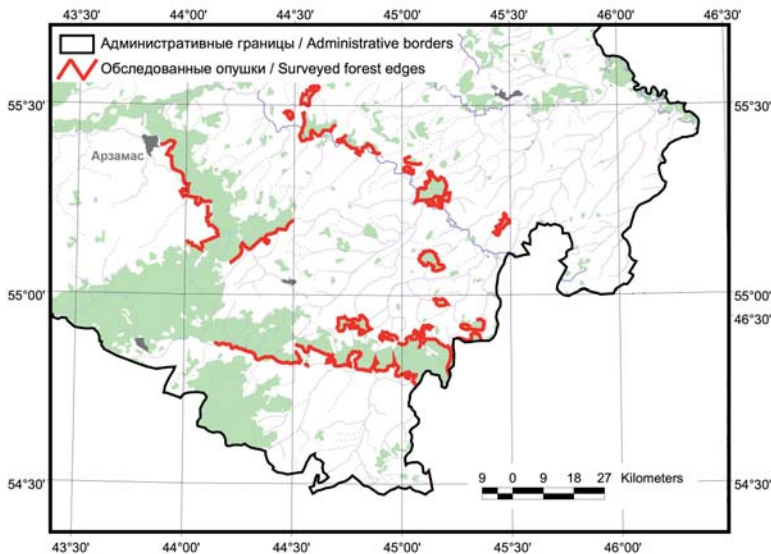 43°30' 44°00' 44°30' 45°00' 45°30' 46°00' 46°30'
Административные границы / Administrative borders
Обследованные опушки / Surveyed forest edges
55°30' 55°30'
Арзамас
55°00' 55°00'
46°30'
9 0 9 18 27 Kilometers
54°30' 54°30'
43°30' 44°00' 44°30' 45°00' 45°30' 46°00'